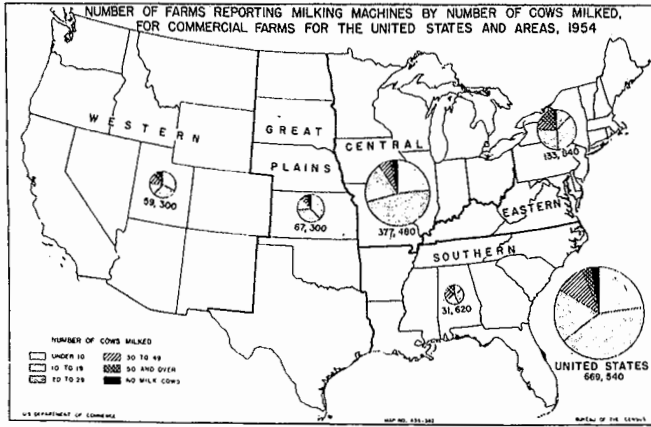 NUMBER OF FARMS REPORTING MILKING MACHINES BY NUMBER OF COWS MILKED,
FOR COMMERCIAL FARMS FOR THE UNITED STATES AND AREAS, 1954
WESTERN
GREAT
PLAINS
CENTRAL
EASTERN
SOUTHERN
133,840
59,300
67,300
377,480
31,620
UNITED STATES
669,540
NUMBER OF COWS MILKED
UNDER 10
10 TO 19
20 TO 29
30 TO 49
50 AND OVER
NO MILK COWS
US DEPARTMENT OF COMMERCE
MAP NO.
BUREAU OF THE CENSUS